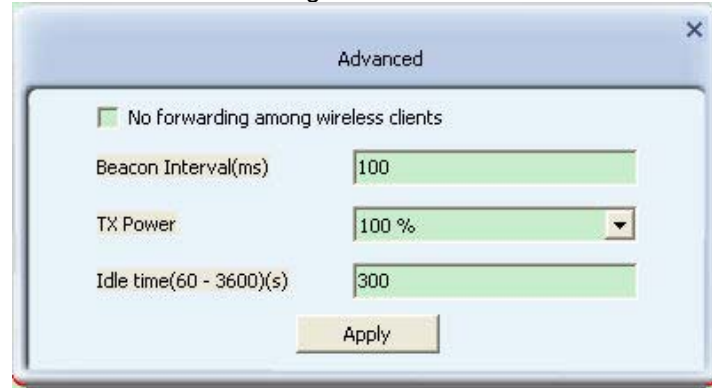 Advanced
No forwarding among wireless clients
Beacon Interval(ms) 100
TX Power 100 %
Idle time(60 - 3600)(s) 300
Apply